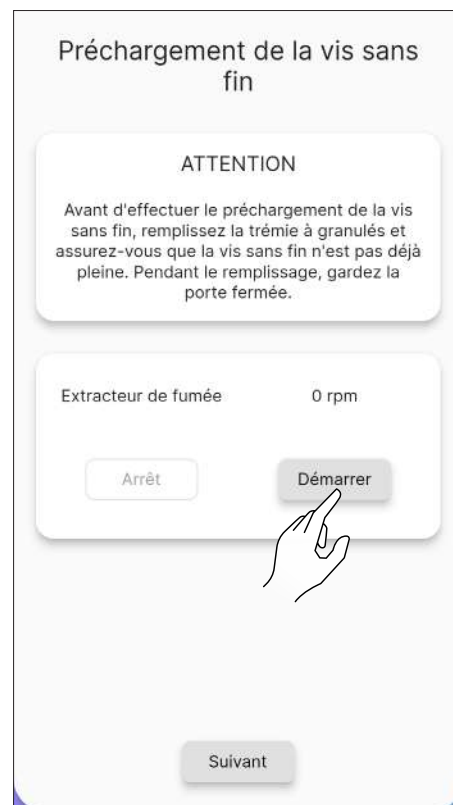 Préchargement de la vis sans
fin
ATTENTION
Avant d'effectuer le préchargement de la vis
sans fin, remplissez la trémie à granulés et
assurez-vous que la vis sans fin n'est pas déjà
pleine. Pendant le remplissage, gardez la
porte fermée.
Extracteur de fumée 0 rpm
Arrêt Démarrer
Suivant